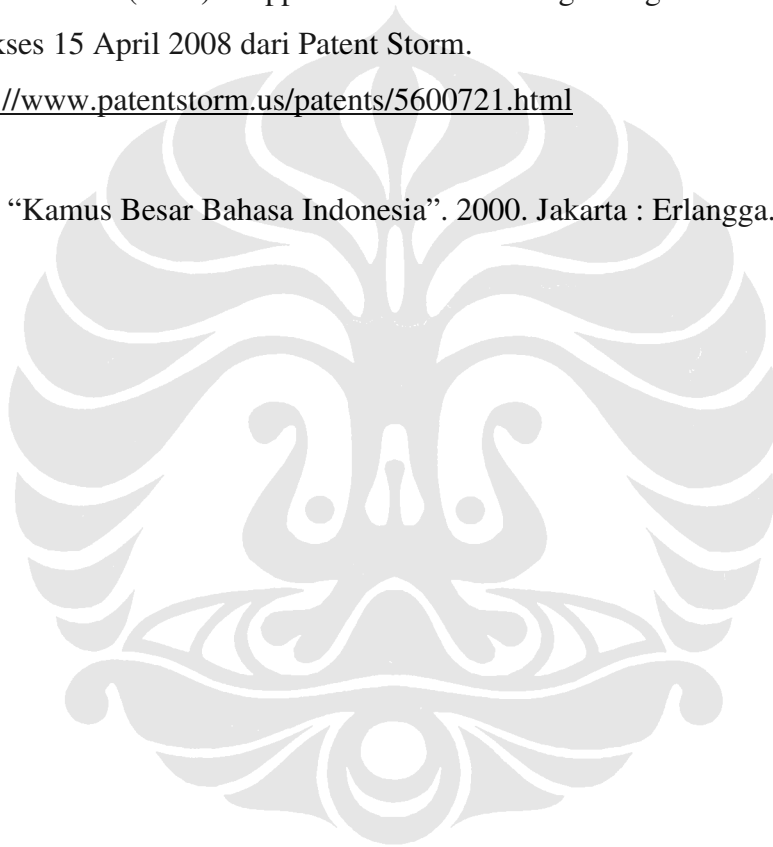 kses 15 April 2008 dari Patent Storm.
://www.patentstorm.us/patents/5600721.html
“Kamus Besar Bahasa Indonesia”. 2000. Jakarta : Erlangga.